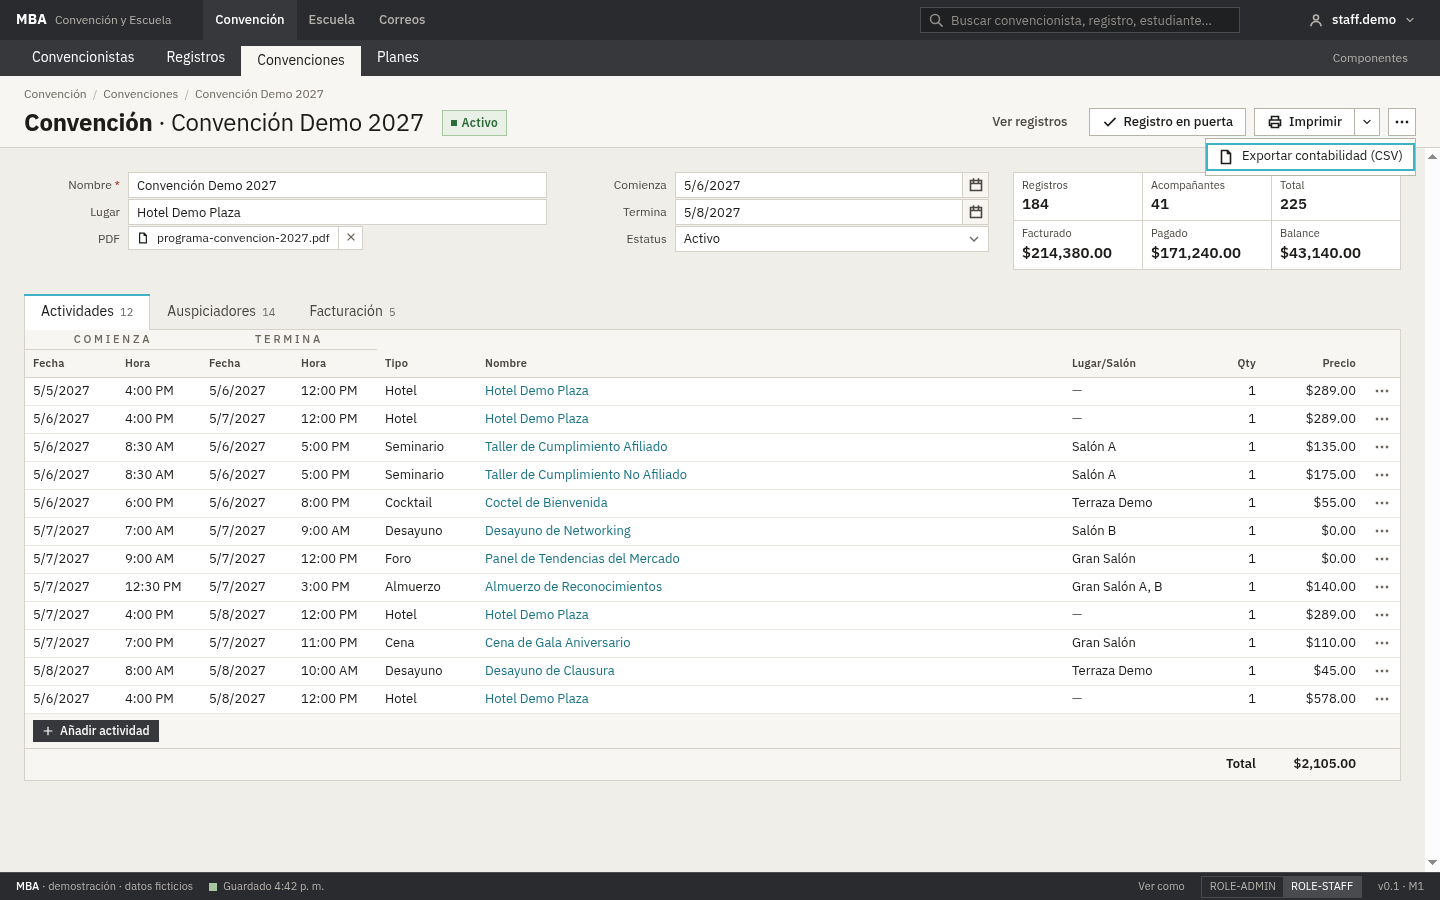 MBA Convención y Escuela Convención Escuela Correos Buscar convencionista, registro, estudiante... staff.demo
Convencionistas Registros Convenciones Planes Componentes
Convención / Convenciones / Convención Demo 2027
Convención · Convención Demo 2027 Activo Ver registros Registro en puerta Imprimir
Exportar contabilidad (CSV)
Nombre * Convención Demo 2027 Comienza 5/6/2027
Lugar Hotel Demo Plaza Termina 5/8/2027
PDF programa-convencion-2027.pdf Estatus Activo
Registros Acompañantes Total
184 41 225
Facturado Pagado Balance
$214,380.00 $171,240.00 $43,140.00
Actividades 12 Auspiciadores 14 Facturación 5
COMIENZA TERMINA
Fecha Hora Fecha Hora Tipo Nombre Lugar/Salón Qty Precio
5/5/2027 4:00 PM 5/6/2027 12:00 PM Hotel Hotel Demo Plaza — 1 $289.00
5/6/2027 4:00 PM 5/7/2027 12:00 PM Hotel Hotel Demo Plaza — 1 $289.00
5/6/2027 8:30 AM 5/6/2027 5:00 PM Seminario Taller de Cumplimiento Afiliado Salón A 1 $135.00
5/6/2027 8:30 AM 5/6/2027 5:00 PM Seminario Taller de Cumplimiento No Afiliado Salón A 1 $175.00
5/6/2027 6:00 PM 5/6/2027 8:00 PM Cocktail Coctel de Bienvenida Terraza Demo 1 $55.00
5/7/2027 7:00 AM 5/7/2027 9:00 AM Desayuno Desayuno de Networking Salón B 1 $0.00
5/7/2027 9:00 AM 5/7/2027 12:00 PM Foro Panel de Tendencias del Mercado Gran Salón 1 $0.00
5/7/2027 12:30 PM 5/7/2027 3:00 PM Almuerzo Almuerzo de Reconocimientos Gran Salón A, B 1 $140.00
5/7/2027 4:00 PM 5/8/2027 12:00 PM Hotel Hotel Demo Plaza — 1 $289.00
5/7/2027 7:00 PM 5/7/2027 11:00 PM Cena Cena de Gala Aniversario Gran Salón 1 $110.00
5/8/2027 8:00 AM 5/8/2027 10:00 AM Desayuno Desayuno de Clausura Terraza Demo 1 $45.00
5/6/2027 4:00 PM 5/8/2027 12:00 PM Hotel Hotel Demo Plaza — 1 $578.00
+ Añadir actividad
Total $2,105.00
MBA · demostración · datos ficticios Guardado 4:42 p. m. Ver como ROLE-ADMIN ROLE-STAFF v0.1 · M1